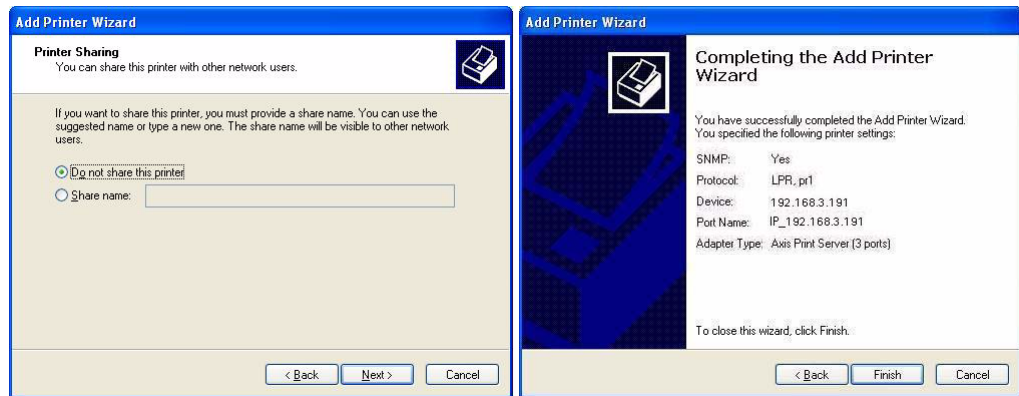 Add Printer Wizard
Printer Sharing
You can share this printer with other network users.
If you want to share this printer, you must provide a share name. You can use the
suggested name or type a new one. The share name will be visible to other network
users.
Do not share this printer
Share name:
< Back
Next >
Cancel
Add Printer Wizard
Completing the Add Printer
Wizard
You have successfully completed the Add Printer Wizard.
You specified the following printer settings:
SNMP: Yes
Protocol: LPR, pr1
Device: 192.168.3.191
Port Name: IP_192.168.3.191
Adapter Type: Axis Print Server (3 ports)
To close this wizard, click Finish.
< Back
Finish
Cancel